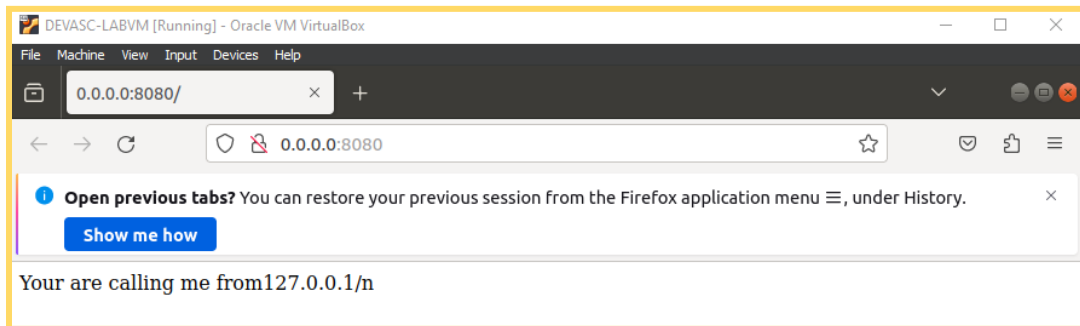 DEVASC-LABVM [Running] - Oracle VM VirtualBox
File Machine View Input Devices Help
0.0.0.0:8080/
0.0.0.0:8080
Open previous tabs? You can restore your previous session from the Firefox application menu ≡, under History.
Show me how
Your are calling me from127.0.0.1/n